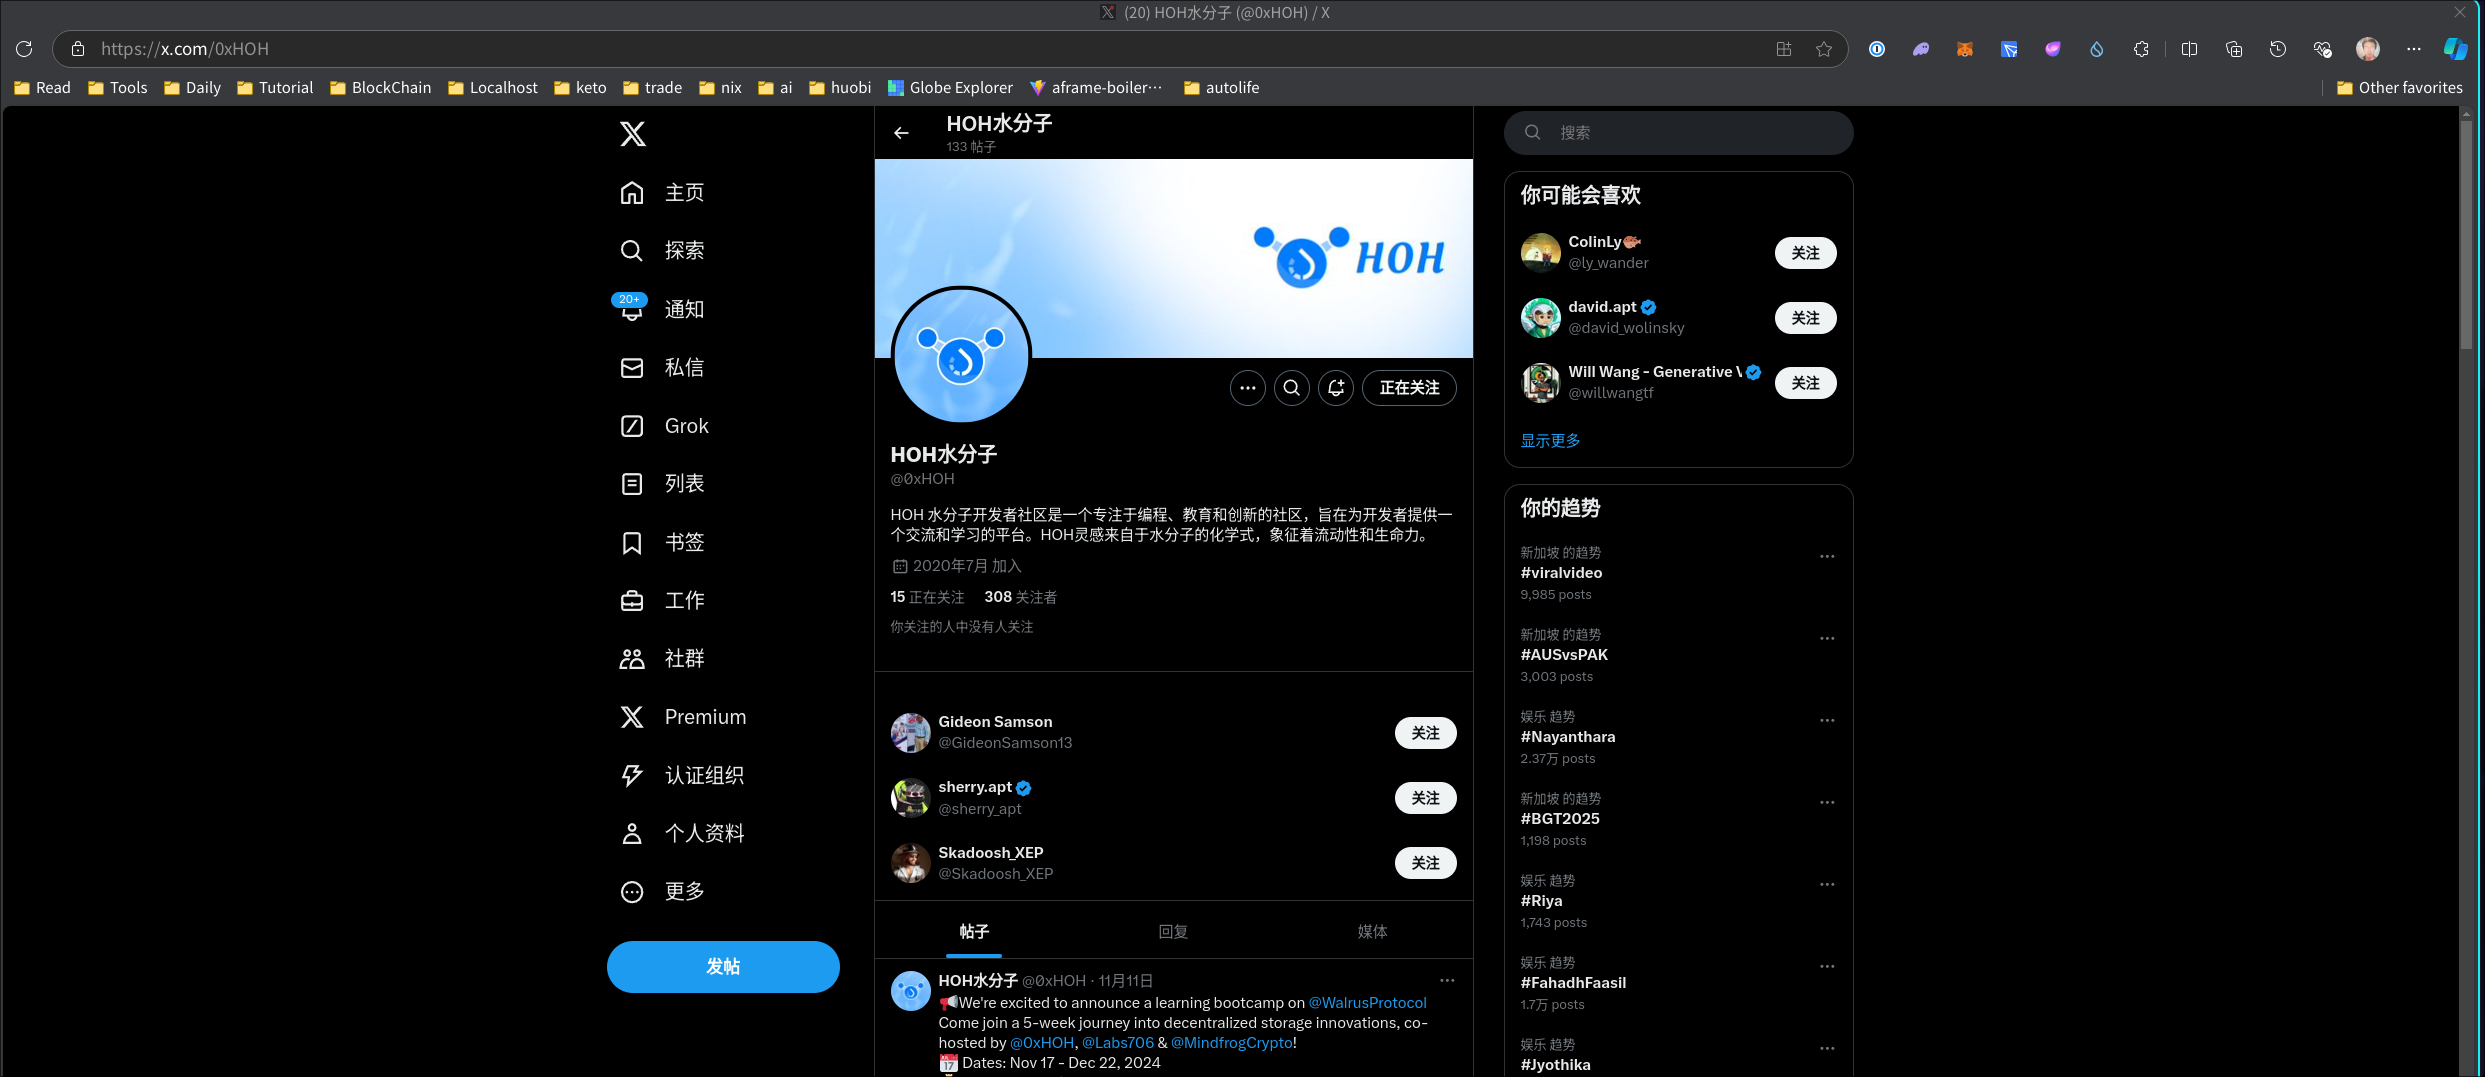 (20) HOH水分子 (@0xHOH) / X
https://x.com/0xHOH
Read Tools Daily Tutorial BlockChain Localhost keto trade nix ai huobi Globe Explorer aframe-boiler… autolife Other favorites
主页
探索
20+
通知
私信
Grok
列表
书签
工作
社群
Premium
认证组织
个人资料
更多
发帖
HOH水分子
133 帖子
HOH
正在关注
HOH水分子
@0xHOH
HOH 水分子开发者社区是一个专注于编程、教育和创新的社区，旨在为开发者提供一
个交流和学习的平台。HOH灵感来自于水分子的化学式，象征着流动性和生命力。
2020年7月 加入
15 正在关注 308 关注者
你关注的人中没有人关注
Gideon Samson
@GideonSamson13
关注
sherry.apt
@sherry_apt
关注
Skadoosh_XEP
@Skadoosh_XEP
关注
帖子 回复 媒体
HOH水分子 @0xHOH · 11月11日
We're excited to announce a learning bootcamp on @WalrusProtocol
Come join a 5-week journey into decentralized storage innovations, co-
hosted by @0xHOH, @Labs706 & @MindfrogCrypto!
Dates: Nov 17 - Dec 22, 2024
搜索
你可能会喜欢
ColinLy
@ly_wander
关注
david.apt
@david_wolinsky
关注
Will Wang - Generative
@willwangtf
关注
显示更多
你的趋势
新加坡 的趋势
#viralvideo
9,985 posts
新加坡 的趋势
#AUSvsPAK
3,003 posts
娱乐 趋势
#Nayanthara
2.37万 posts
新加坡 的趋势
#BGT2025
1,198 posts
娱乐 趋势
#Riya
1,743 posts
娱乐 趋势
#FahadhFaasil
1.7万 posts
娱乐 趋势
#Jyothika